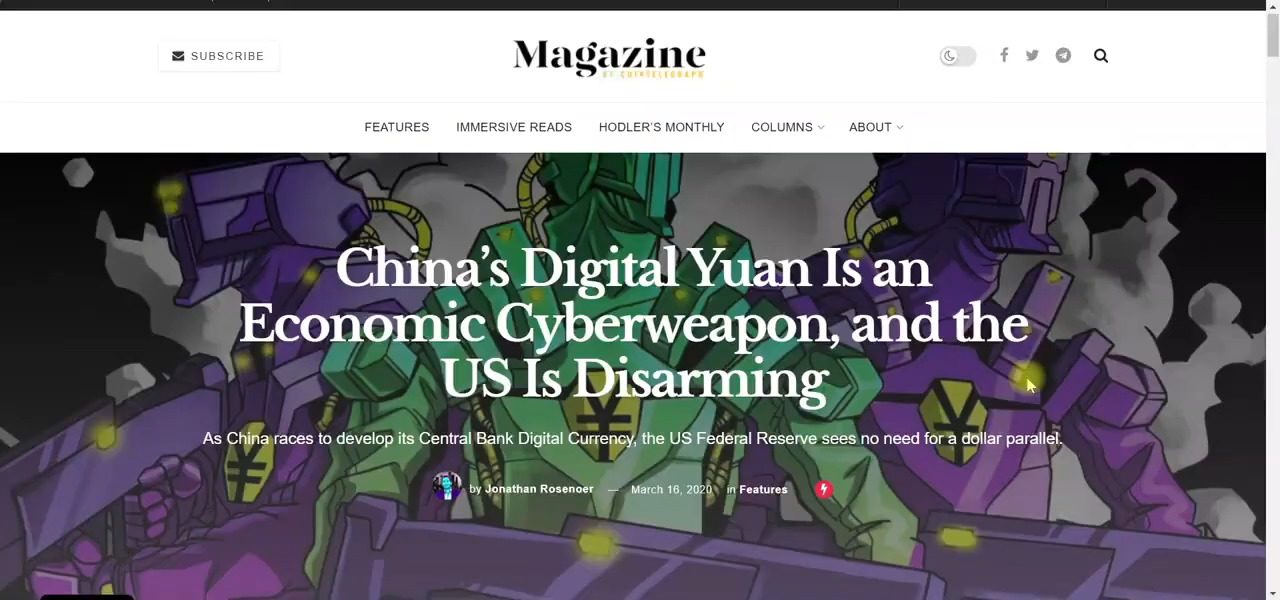 SUBSCRIBE
Magazine
BY COINTELEGRAPH
FEATURES IMMERSIVE READS HODLER'S MONTHLY COLUMNS ABOUT
China's Digital Yuan Is an
Economic Cyberweapon, and the
US Is Disarming
As China races to develop its Central Bank Digital Currency, the US Federal Reserve sees no need for a dollar parallel.
by Jonathan Rosenoer — March 16, 2020 in Features
¥ ¥ ¥